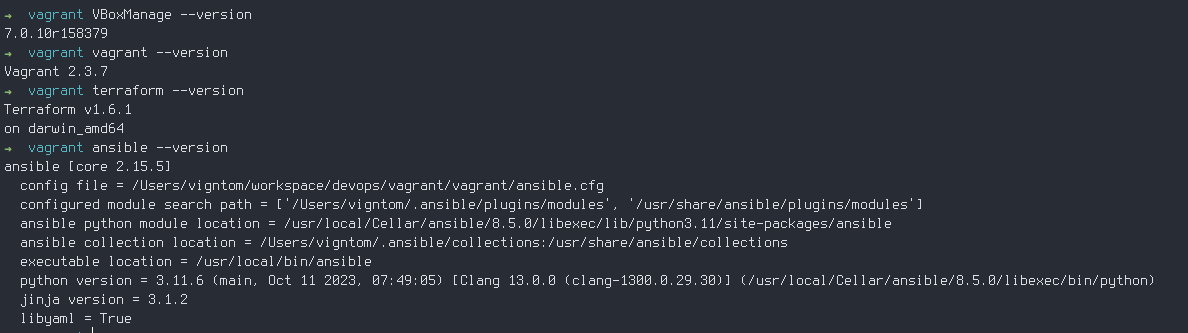 → vagrant VBoxManage --version
7.0.10r158379
→ vagrant vagrant --version
Vagrant 2.3.7
→ vagrant terraform --version
Terraform v1.6.1
on darwin_amd64
→ vagrant ansible --version
ansible [core 2.15.5]
  config file = /Users/vigntom/workspace/devops/vagrant/vagrant/ansible.cfg
  configured module search path = ['/Users/vigntom/.ansible/plugins/modules', '/usr/share/ansible/plugins/modules']
  ansible python module location = /usr/local/Cellar/ansible/8.5.0/libexec/lib/python3.11/site-packages/ansible
  ansible collection location = /Users/vigntom/.ansible/collections:/usr/share/ansible/collections
  executable location = /usr/local/bin/ansible
  python version = 3.11.6 (main, Oct 11 2023, 07:49:05) [Clang 13.0.0 (clang-1300.0.29.30)] (/usr/local/Cellar/ansible/8.5.0/libexec/bin/python)
  jinja version = 3.1.2
  libyaml = True